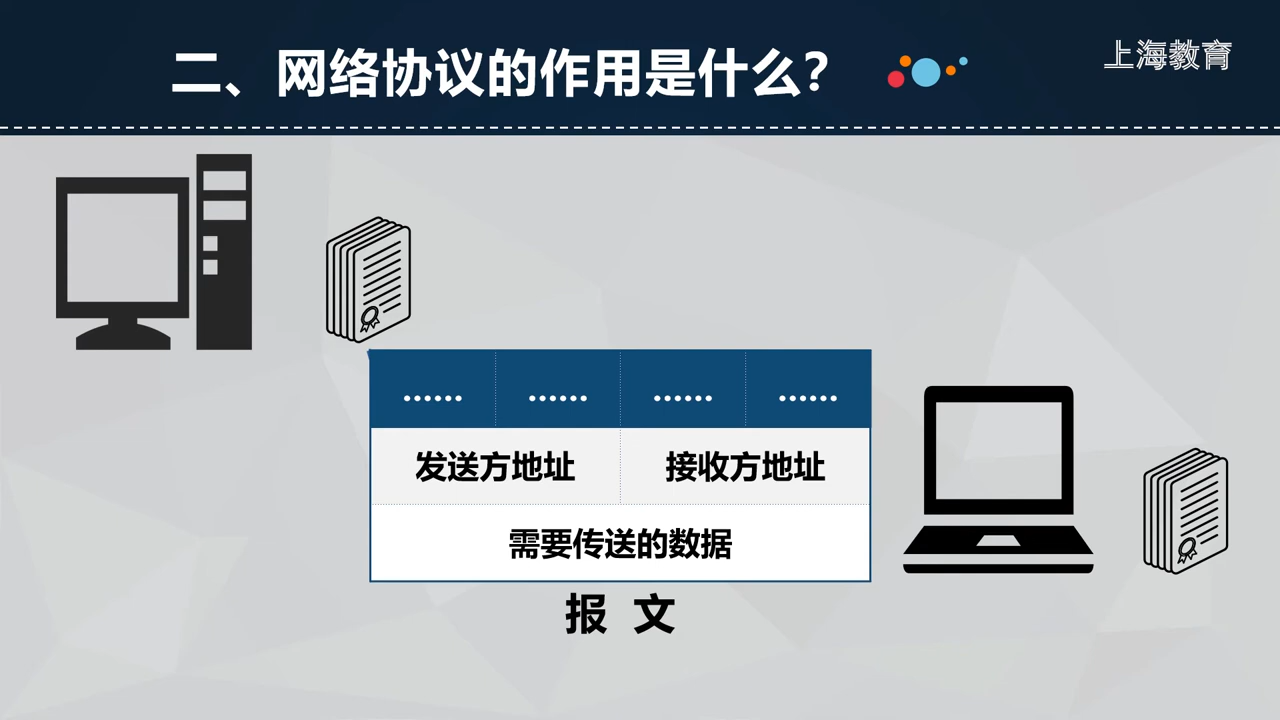 二、网络协议的作用是什么？
上海教育
…… …… …… ……
发送方地址 接收方地址
需要传送的数据
报 文